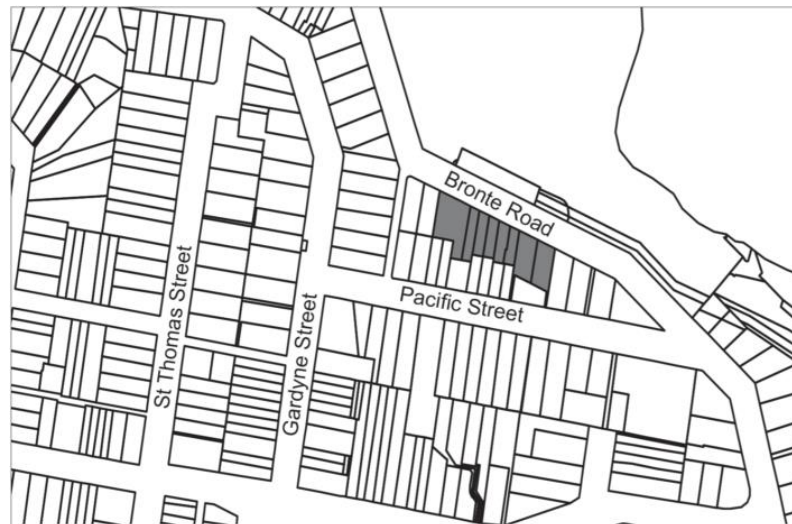 Bronte Road
Pacific Street
St Thomas Street
Gardyne Street